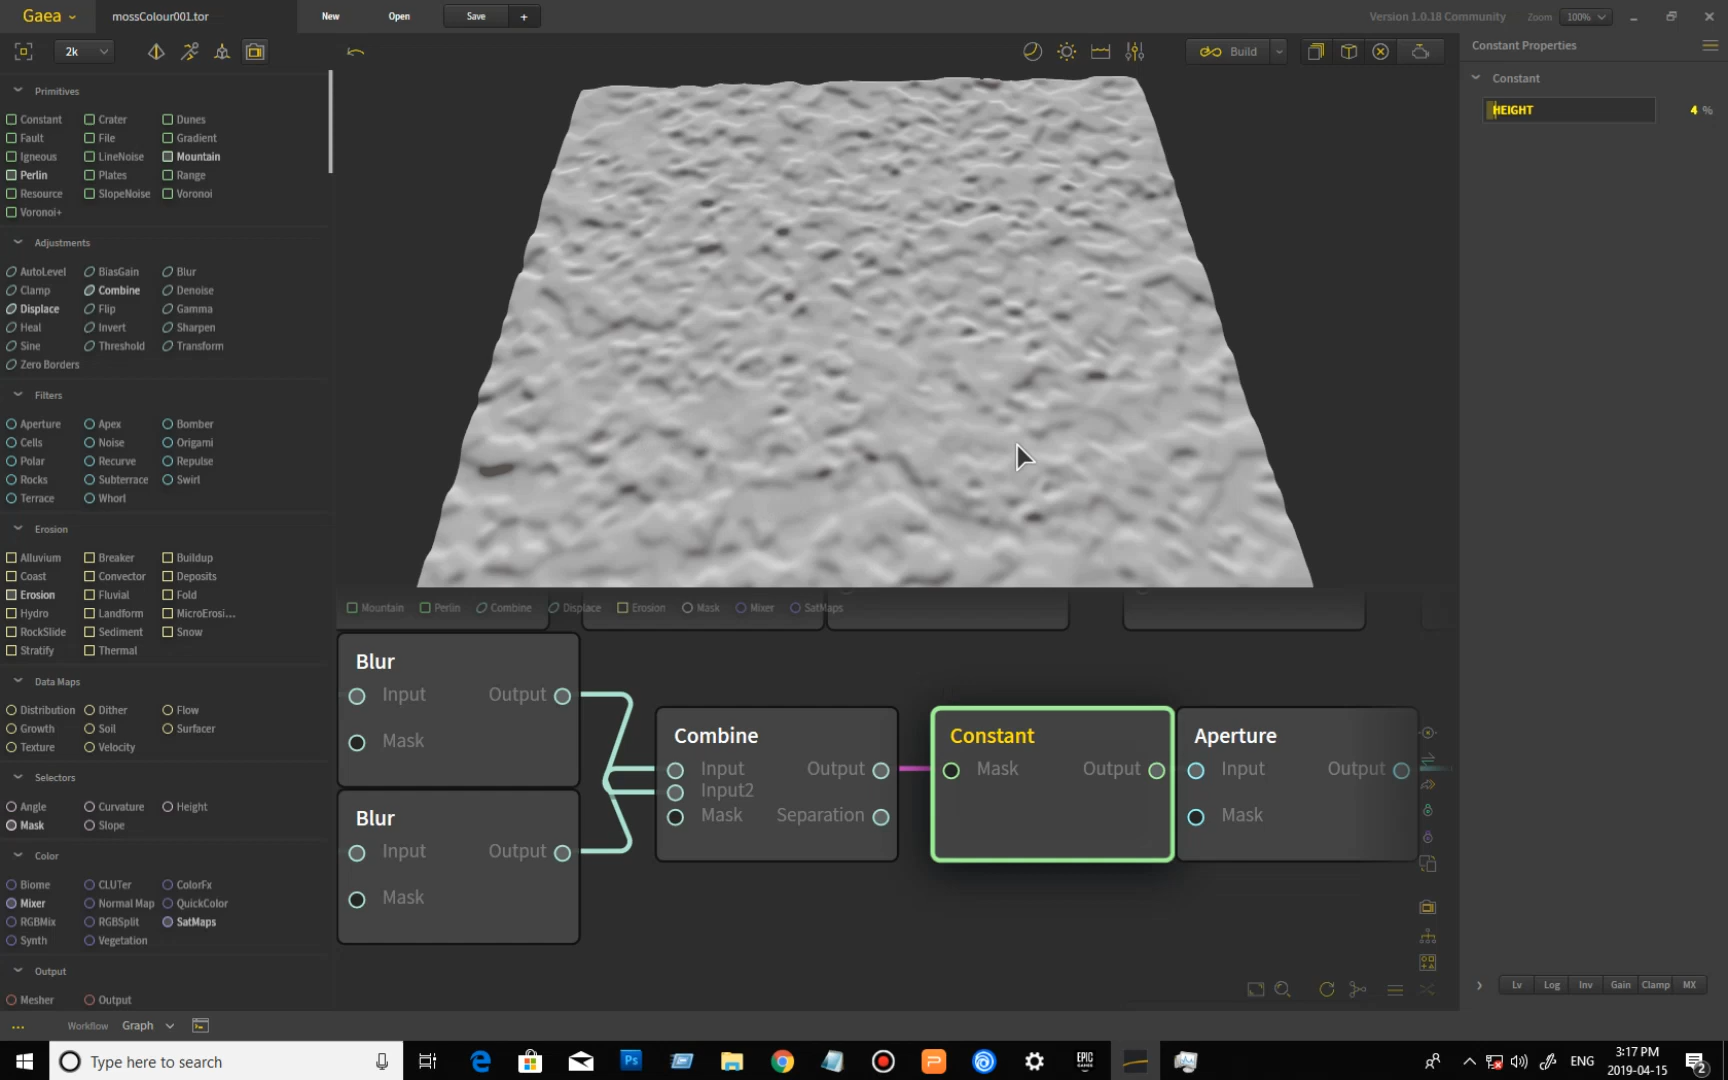 Gaea
mossColour001.tor
New
Open
Save
+
Version 1.0.18 Community
Zoom
100%
2k
Build
Constant Properties
Constant
HEIGHT
4 %
Primitives
Constant Crater Dunes
Fault File Gradient
Igneous LineNoise Mountain
Perlin Plates Range
Resource SlopeNoise Voronoi
Voronoi+
Adjustments
AutoLevel BiasGain Blur
Clamp Combine Denoise
Displace Flip Gamma
Heal Invert Sharpen
Sine Threshold Transform
Zero Borders
Filters
Aperture Apex Bomber
Cells Noise Origami
Polar Recurve Repulse
Rocks Subterrace Swirl
Terrace Whorl
Erosion
Alluvium Breaker Buildup
Coast Convector Deposits
Erosion Fluvial Fold
Hydro Landform MicroErosi...
RockSlide Sediment Snow
Stratify Thermal
Data Maps
Distribution Dither Flow
Growth Soil Surfacer
Texture Velocity
Selectors
Angle Curvature Height
Mask Slope
Color
Biome CLUTer ColorFx
Mixer Normal Map QuickColor
RGBMix RGBSplit SatMaps
Synth Vegetation
Output
Mesher Output
Mountain Perlin Combine Displace Erosion Mask Mixer SatMaps
Blur
Input Output
Mask
Blur
Input Output
Mask
Combine
Input Output
Input2
Mask Separation
Constant
Mask Output
Aperture
Input Output
Mask
Lv Log Inv Gain Clamp MX
Workflow Graph
Type here to search
Ps
EPIC
GAMES
ENG
3:17 PM
2019-04-15
2